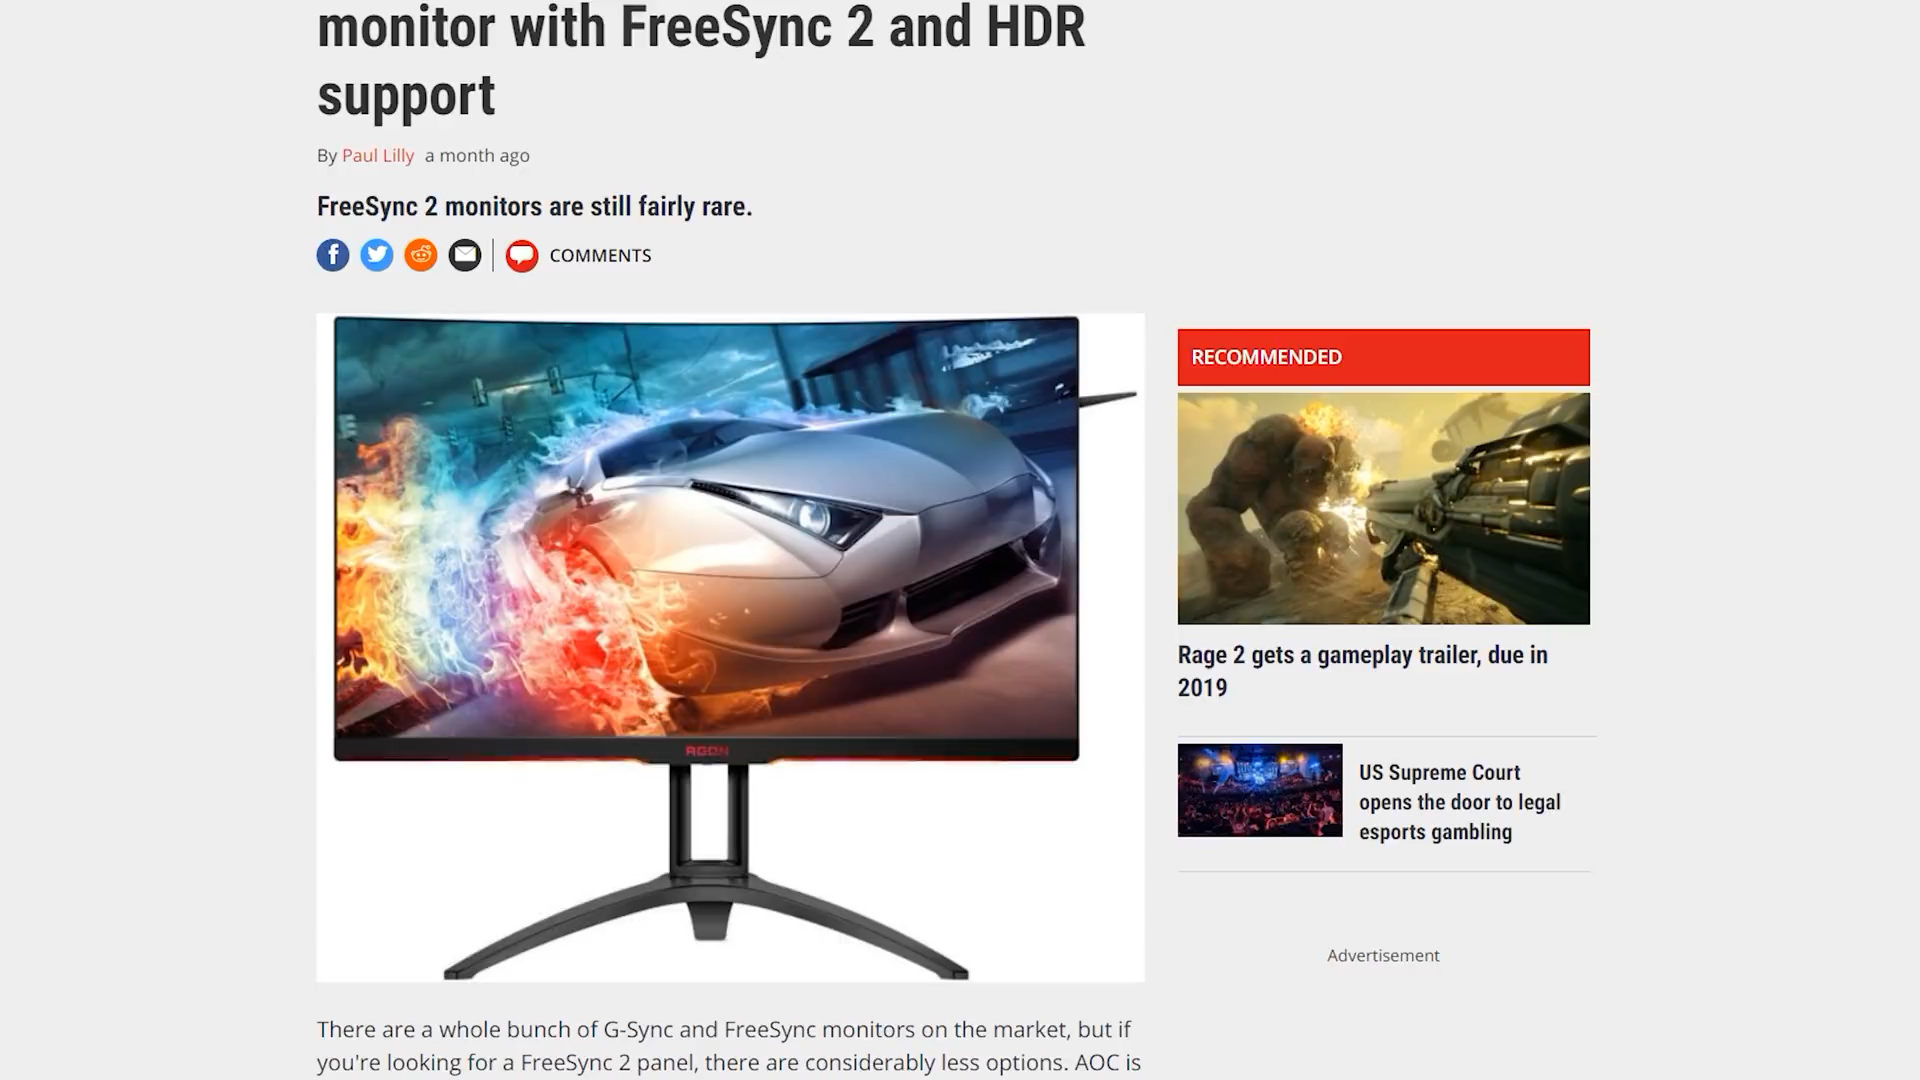 monitor with FreeSync 2 and HDR
support
By Paul Lilly a month ago
FreeSync 2 monitors are still fairly rare.
COMMENTS
AGON
There are a whole bunch of G-Sync and FreeSync monitors on the market, but if
you're looking for a FreeSync 2 panel, there are considerably less options. AOC is
RECOMMENDED
Rage 2 gets a gameplay trailer, due in
2019
US Supreme Court
opens the door to legal
esports gambling
Advertisement